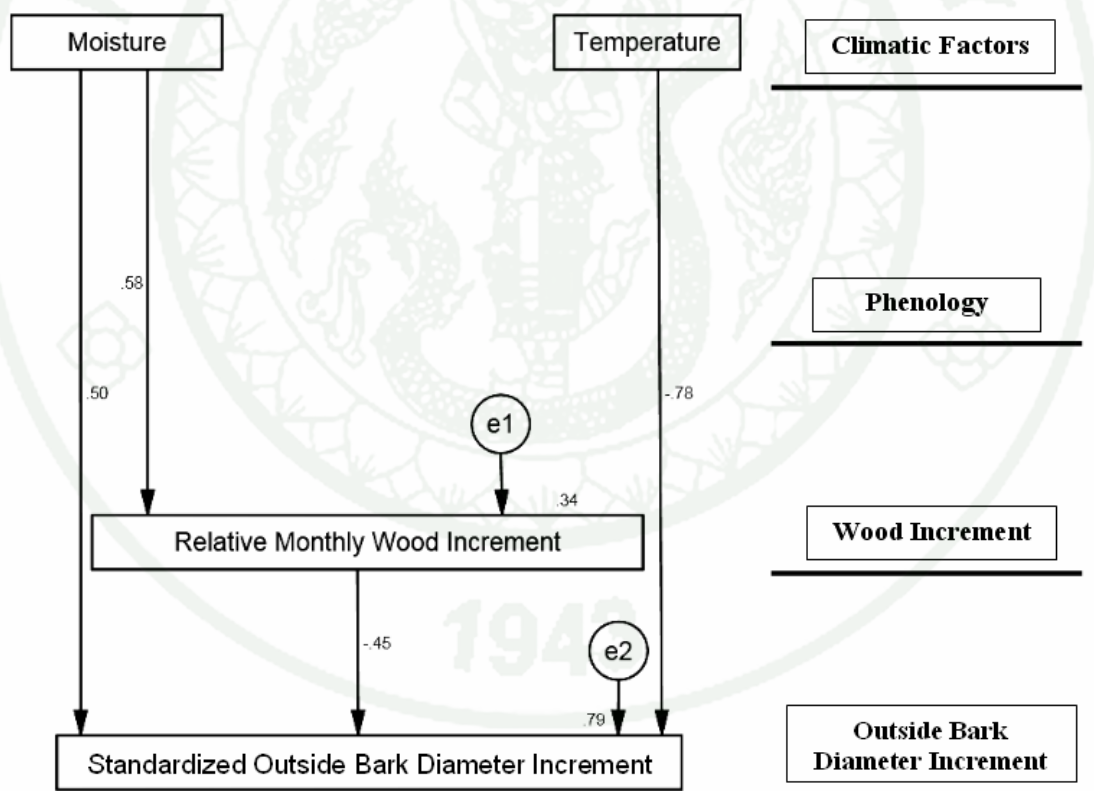 Moisture
Temperature
Climatic Factors
.58
Phenology
.50
-.78
e1
.34
Relative Monthly Wood Increment
Wood Increment
-.45
1943
e2
.79
Standardized Outside Bark Diameter Increment
Outside Bark
Diameter Increment